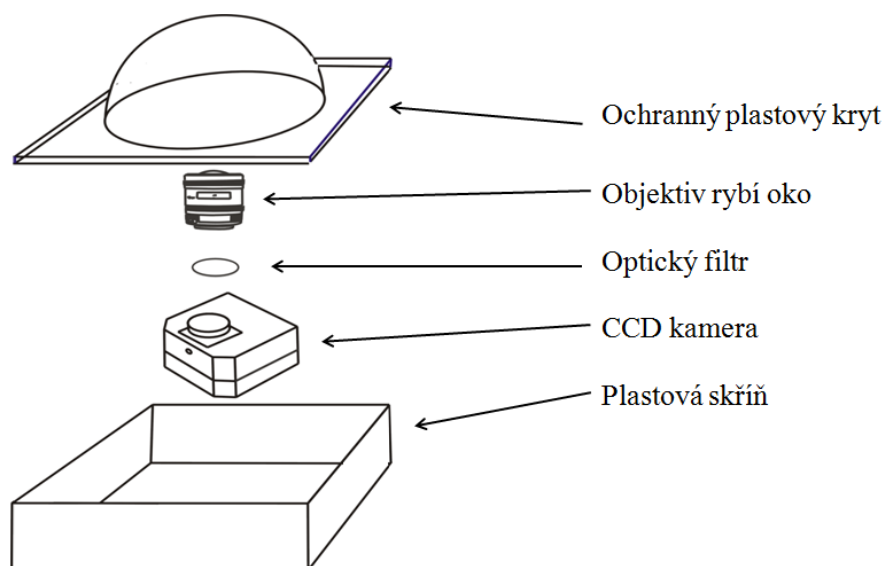 Ochranný plastový kryt
Objektiv rybí oko
Optický filtr
CCD kamera
Plastová skříň